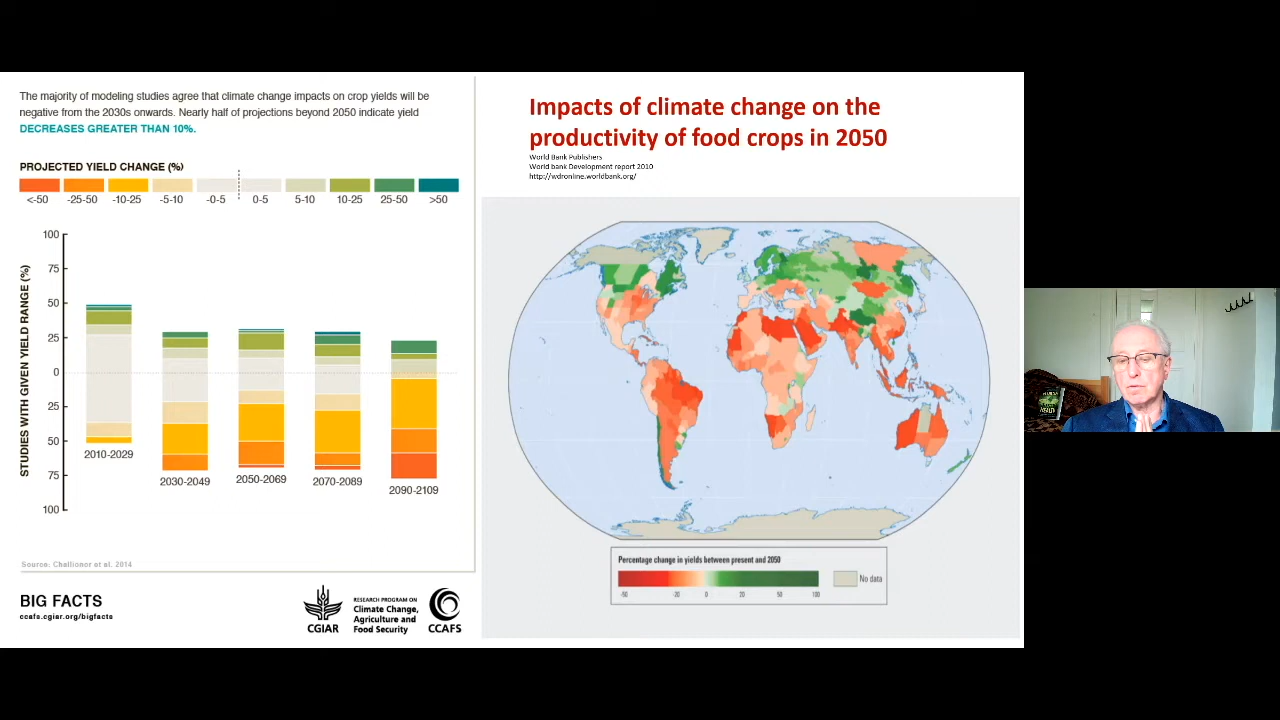 The majority of modeling studies agree that climate change impacts on crop yields will be
negative from the 2030s onwards. Nearly half of projections beyond 2050 indicate yield
DECREASES GREATER THAN 10%.
PROJECTED YIELD CHANGE (%)
<-50 -25-50 -10-25 -5-10 -0-5 0-5 5-10 10-25 25-50 >50
STUDIES WITH GIVEN YIELD RANGE (%)
100
75
50
25
0
25
50
75
100
2010-2029
2030-2049
2050-2069
2070-2089
2090-2109
Source: Challionor et al. 2014
BIG FACTS
ccafs.cgiar.org/bigfacts
CGIAR
RESEARCH PROGRAM ON
Climate Change,
Agriculture and
Food Security
CCAFS
Impacts of climate change on the
productivity of food crops in 2050
World Bank Publishers
World bank Development report 2010
http://wdronline.worldbank.org/
Percentage change in yields between present and 2050
-50 -20 0 20 50 100
No data